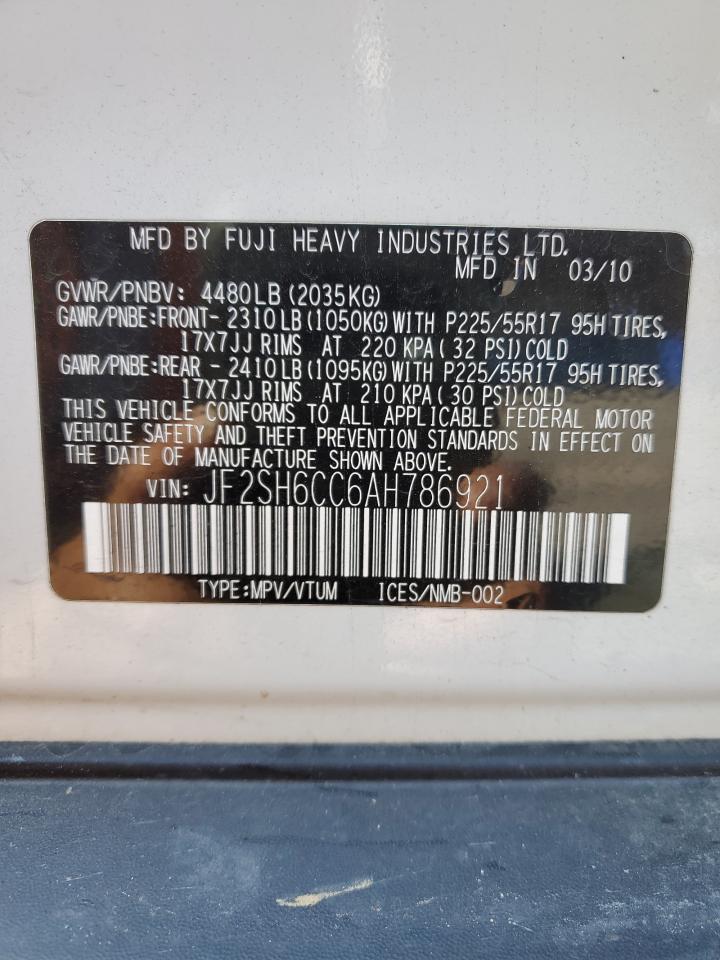 MFD BY FUJI HEAVY INDUSTRIES LTD.
MFD IN 03/10
GVWR/PNBV: 4480LB (2035KG)
GAWR/PNBE:FRONT- 2310LB (1050KG) WITH P225/55R17 95H TIRES,
17X7JJ RIMS AT 220 KPA ( 32 PSI) COLD
GAWR/PNBE:REAR - 2410LB (1095KG) WITH P225/55R17 95H TIRES,
17X7JJ RIMS AT 210 KPA ( 30 PSI) COLD
THIS VEHICLE CONFORMS TO ALL APPLICABLE FEDERAL MOTOR
VEHICLE SAFETY AND THEFT PREVENTION STANDARDS IN EFFECT ON
THE DATE OF MANUFACTURE SHOWN ABOVE.
VIN: JF2SH6CC6AH786921
TYPE:MPV/VTUM ICES/NMB-002